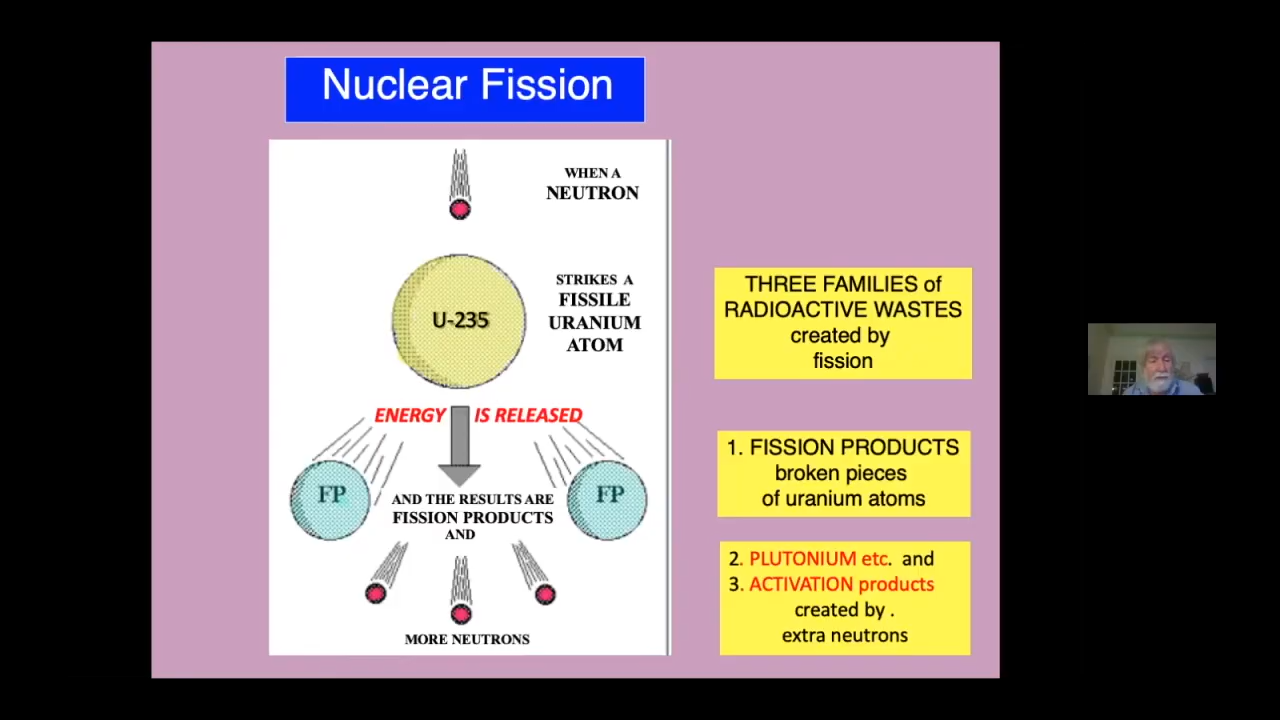 Nuclear Fission
WHEN A
NEUTRON
STRIKES A
FISSILE
URANIUM
ATOM
U-235
ENERGY IS RELEASED
FP
FP
AND THE RESULTS ARE
FISSION PRODUCTS
AND
MORE NEUTRONS
THREE FAMILIES of
RADIOACTIVE WASTES
created by
fission
1. FISSION PRODUCTS
broken pieces
of uranium atoms
2. PLUTONIUM etc. and
3. ACTIVATION products
created by .
extra neutrons